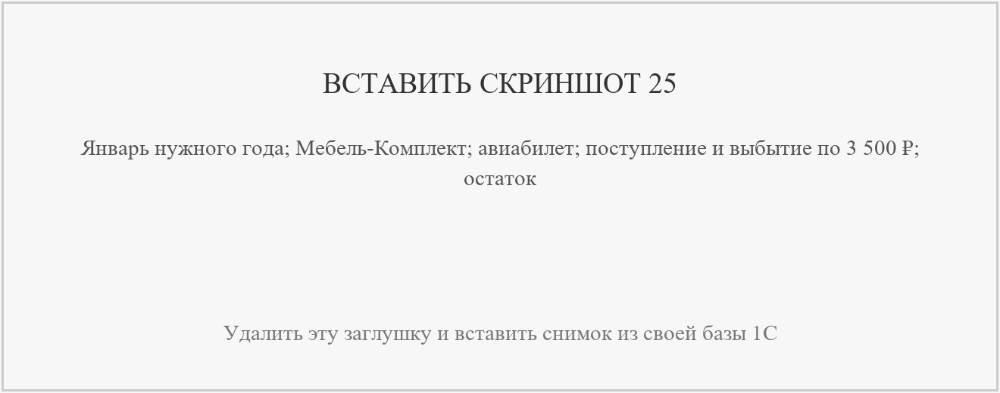 ВСТАВИТЬ СКРИНШОТ 25
Январь нужного года; Мебель-Комплект; авиабилет; поступление и выбытие по 3 500 ₽;
остаток
Удалить эту заглушку и вставить снимок из своей базы 1С